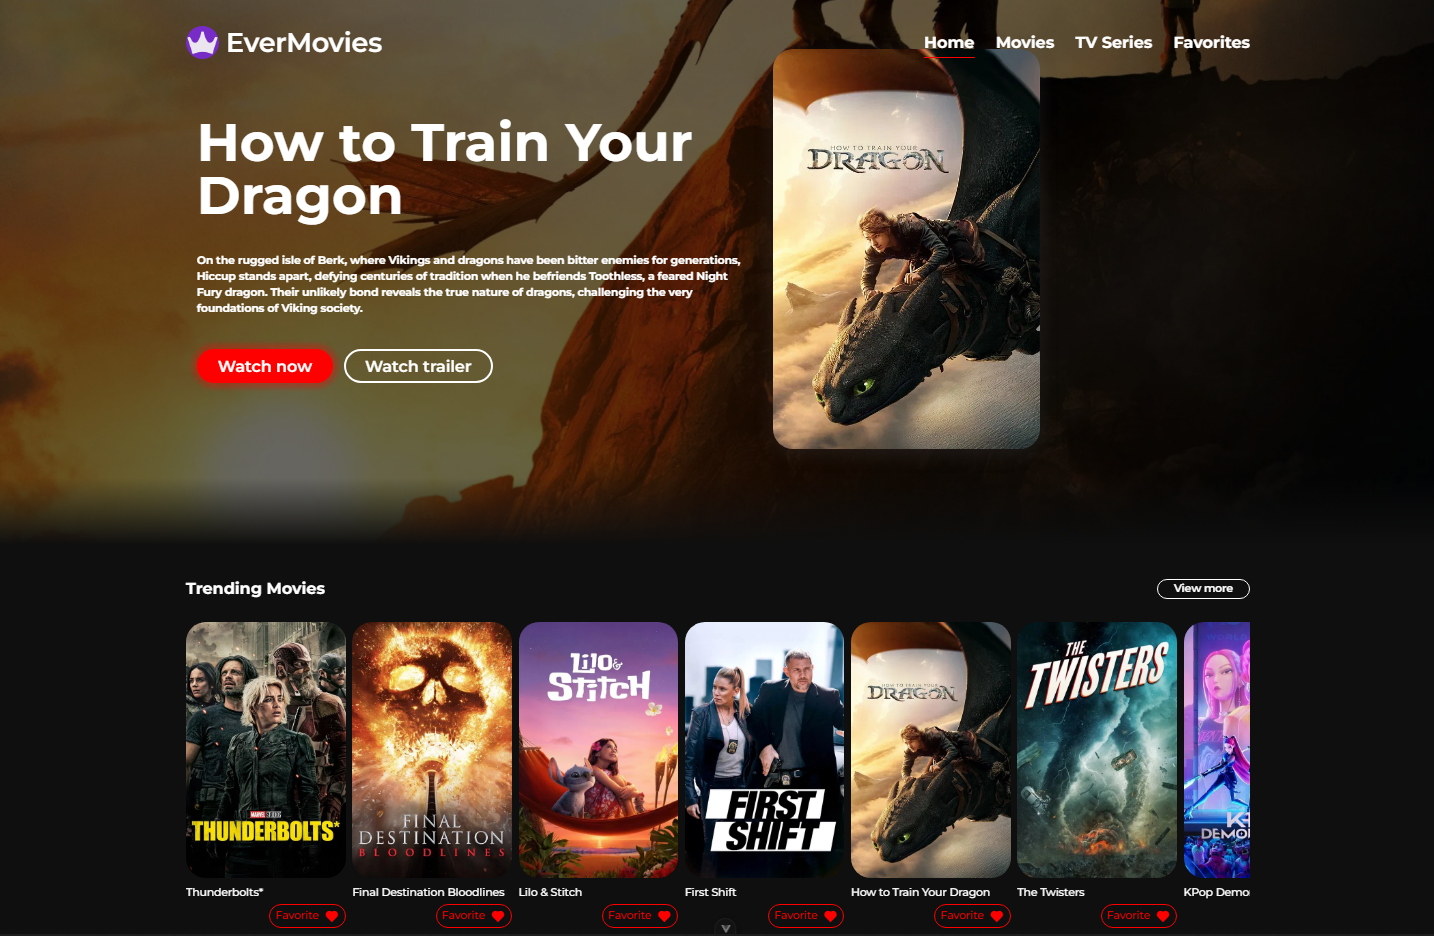 EverMovies
Home Movies TV Series Favorites
How to Train Your
Dragon
On the rugged isle of Berk, where Vikings and dragons have been bitter enemies for generations,
Hiccup stands apart, defying centuries of tradition when he befriends Toothless, a feared Night
Fury dragon. Their unlikely bond reveals the true nature of dragons, challenging the very
foundations of Viking society.
Watch now
Watch trailer
HOW TO TRAIN YOUR
DRAGON
Trending Movies
View more
MARVEL STUDIOS
THUNDERBOLTS*
FINAL
DESTINATION
BLOODLINES
Lilo &
Stitch
FIRST
SHIFT
HOW TO TRAIN YOUR
DRAGON
THE
TWISTERS
Thunderbolts*
Final Destination Bloodlines
Lilo & Stitch
First Shift
How to Train Your Dragon
The Twisters
KPop
Favorite
Favorite
Favorite
Favorite
Favorite
Favorite